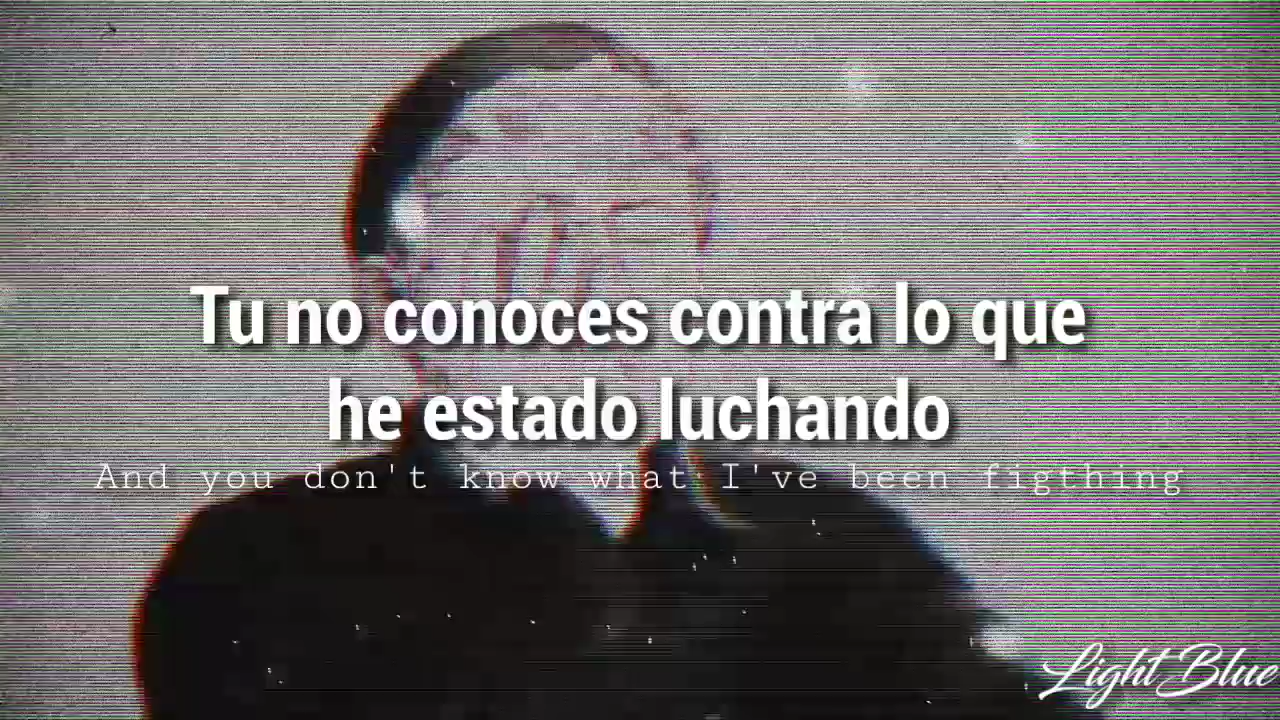 Tu no conoces contra lo que
he estado luchando
And you don't know what I've been figthing
Light Blue